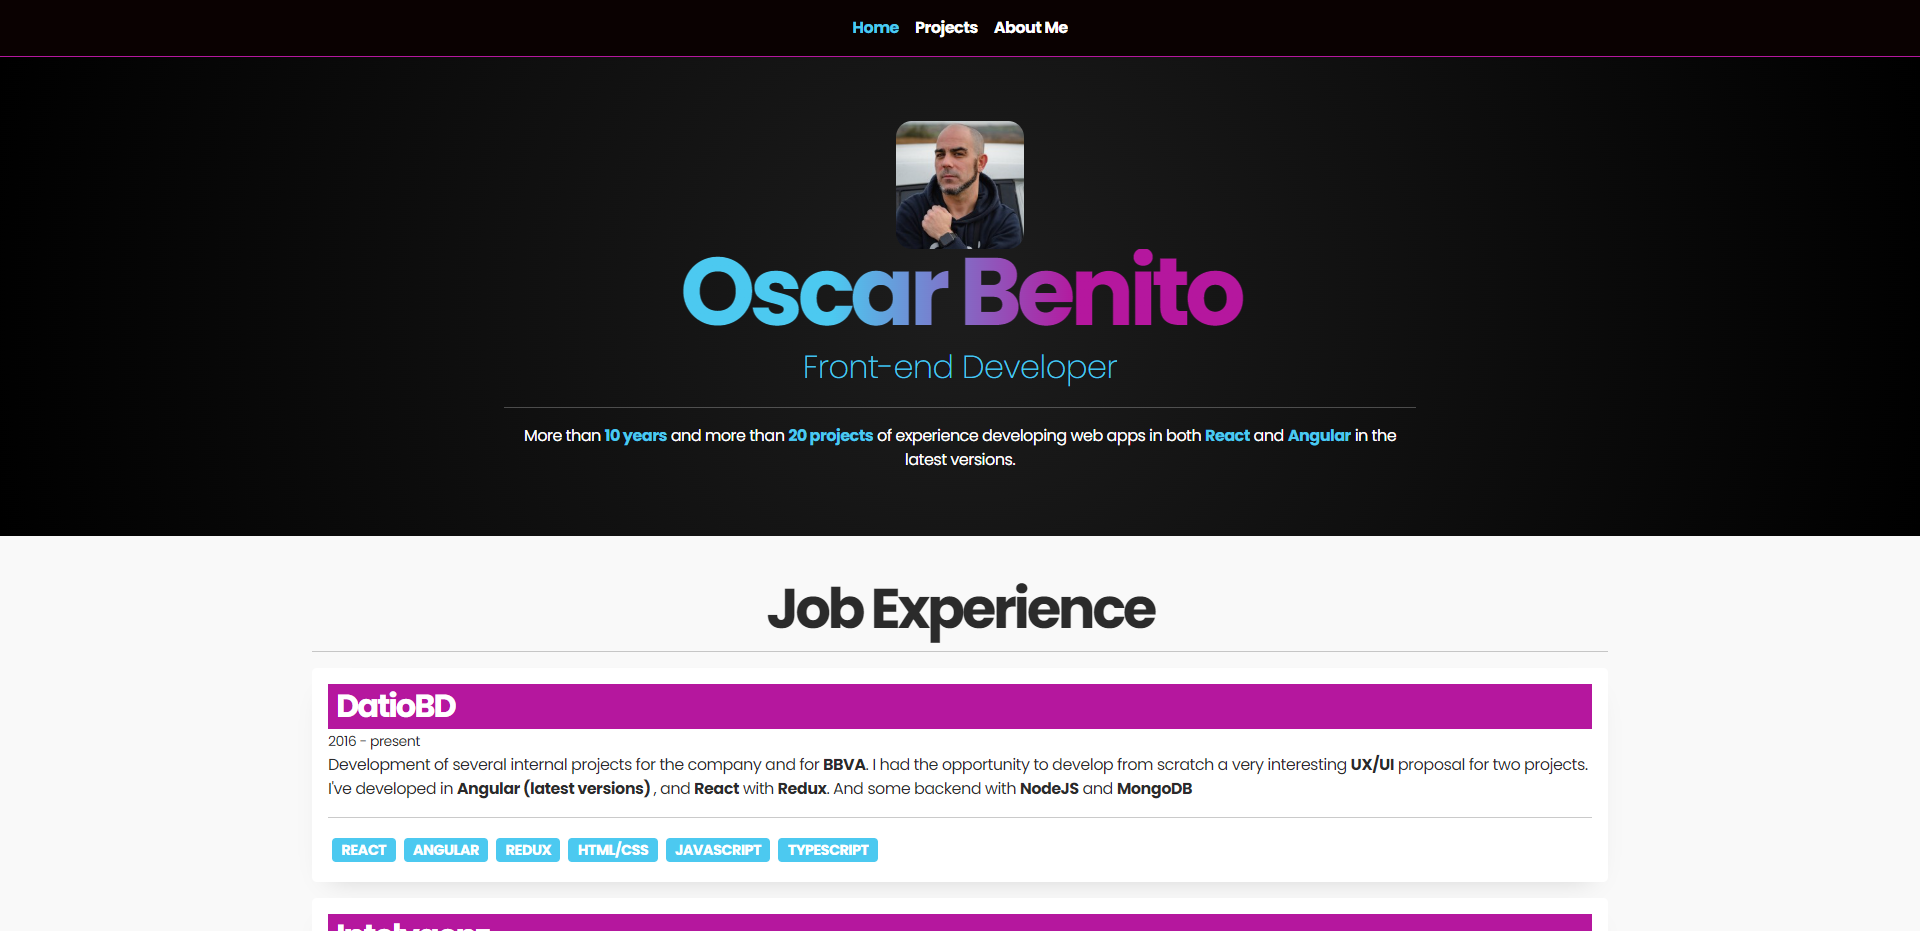 Home Projects About Me
Oscar Benito
Front-end Developer
More than 10 years and more than 20 projects of experience developing web apps in both React and Angular in the
latest versions.
Job Experience
DatioBD
2016 - present
Development of several internal projects for the company and for BBVA. I had the opportunity to develop from scratch a very interesting UX/UI proposal for two projects.
I've developed in Angular (latest versions) , and React with Redux. And some backend with NodeJS and MongoDB
REACT ANGULAR REDUX HTML/CSS JAVASCRIPT TYPESCRIPT